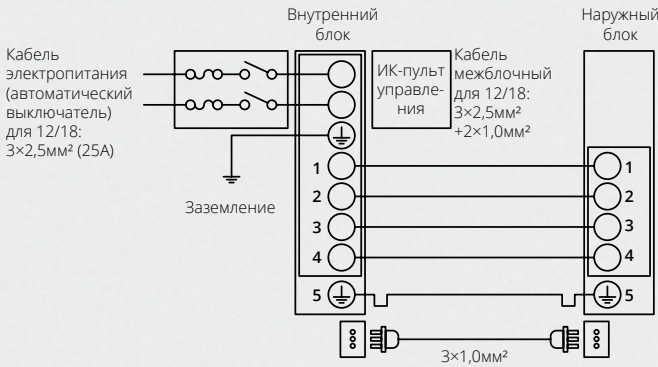 Внутренний
блок
Наружный
блок
Кабель
электропитания
(автоматический
выключатель)
для 12/18:
3×2,5мм² (25А)
ИК-пульт
управле-
ния
Кабель
межблочный
для 12/18:
3×2,5мм²
+2×1,0мм²
Заземление
1
2
3
4
5
1
2
3
4
5
3×1,0мм²